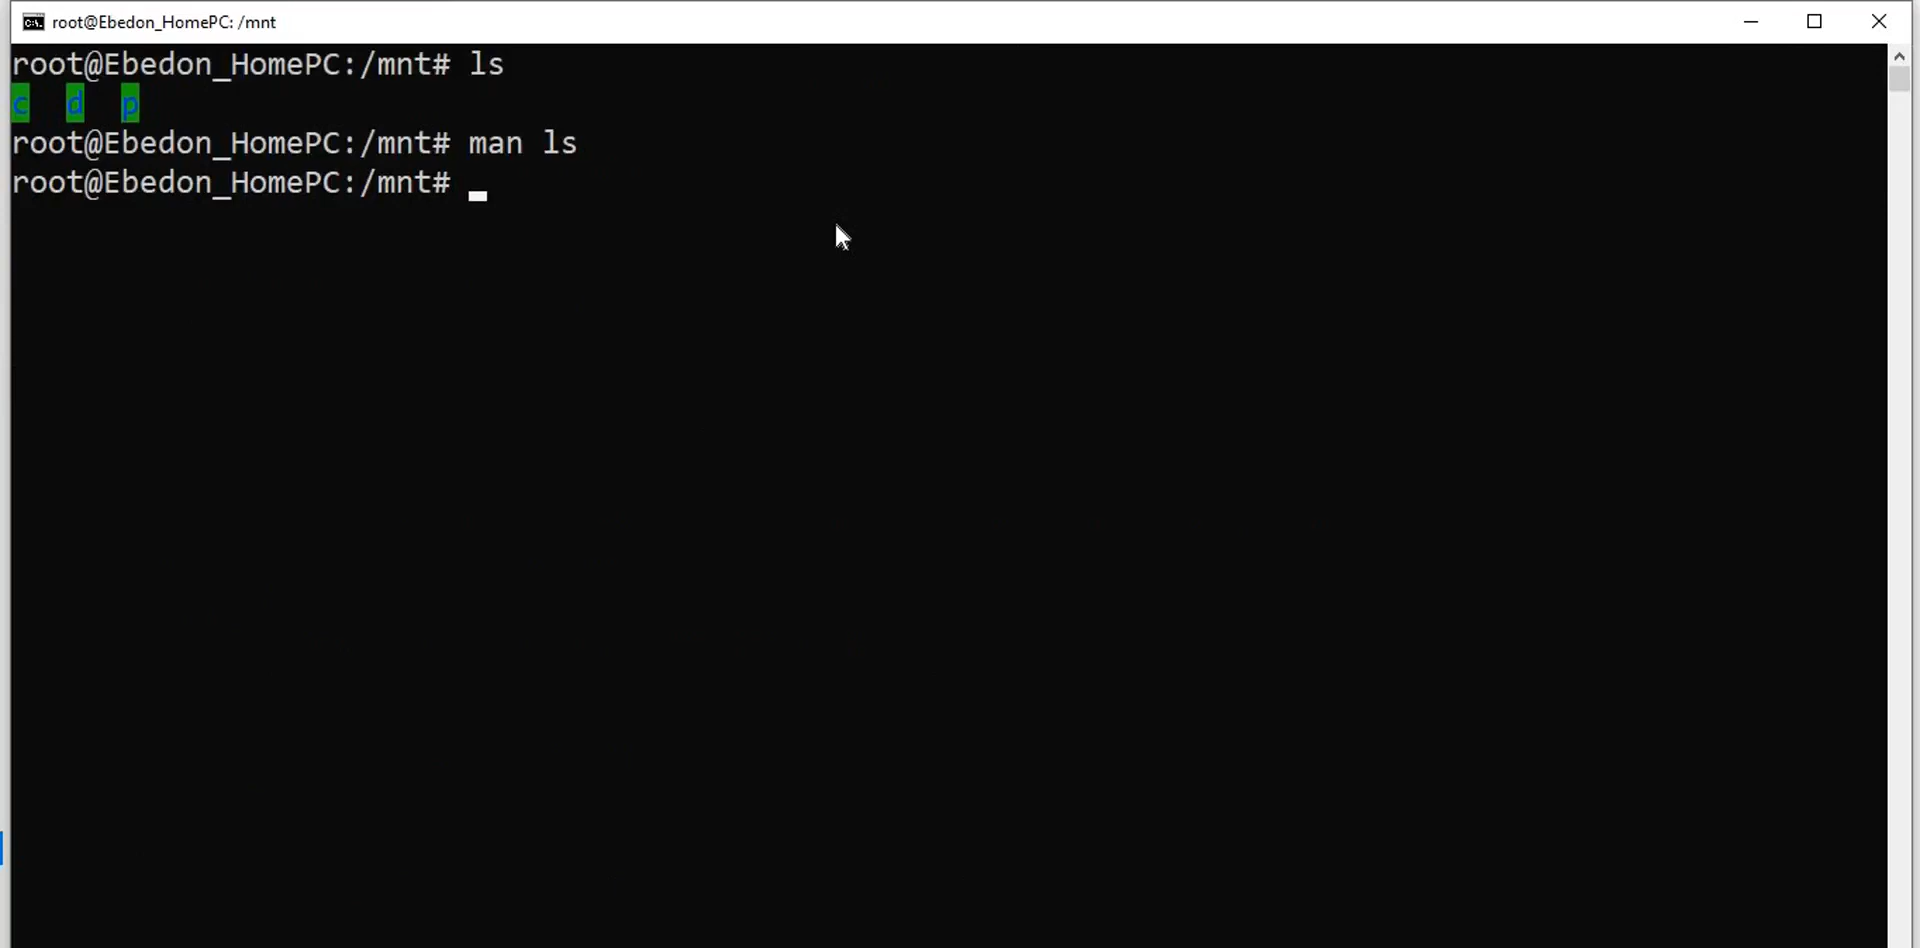 root@Ebedon_HomePC: /mnt
root@Ebedon_HomePC:/mnt# ls
c d p
root@Ebedon_HomePC:/mnt# man ls
root@Ebedon_HomePC:/mnt#